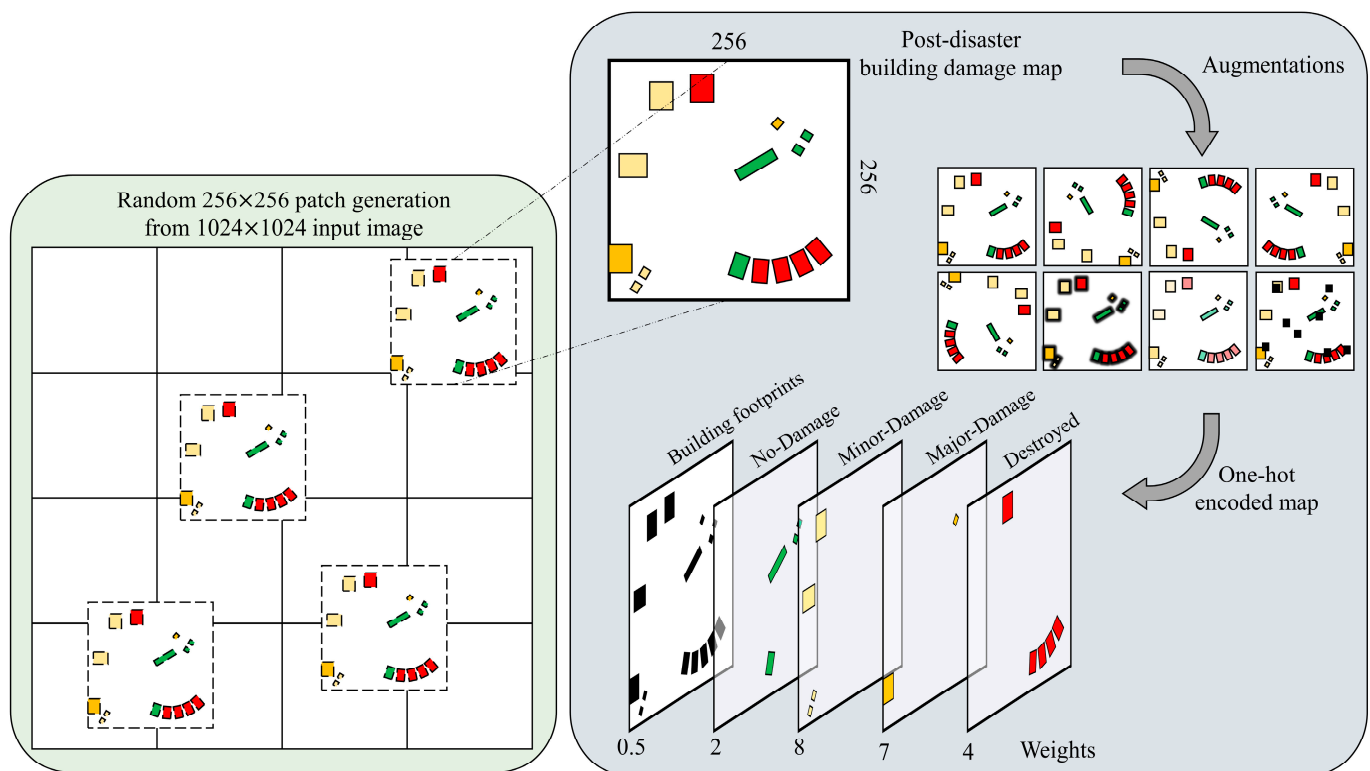 Random 256×256 patch generation
from 1024×1024 input image
256
256
Post-disaster
building damage map
Augmentations
One-hot
encoded map
Building footprints
No-Damage
Minor-Damage
Major-Damage
Destroyed
0.5
2
8
7
4
Weights